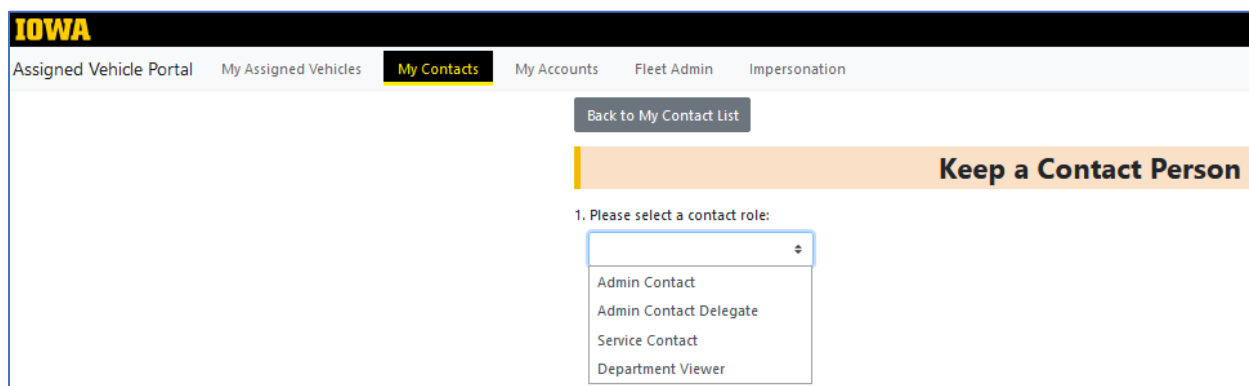 IOWA
Assigned Vehicle Portal My Assigned Vehicles My Contacts My Accounts Fleet Admin Impersonation
Back to My Contact List
Keep a Contact Person
1. Please select a contact role:
Admin Contact
Admin Contact Delegate
Service Contact
Department Viewer